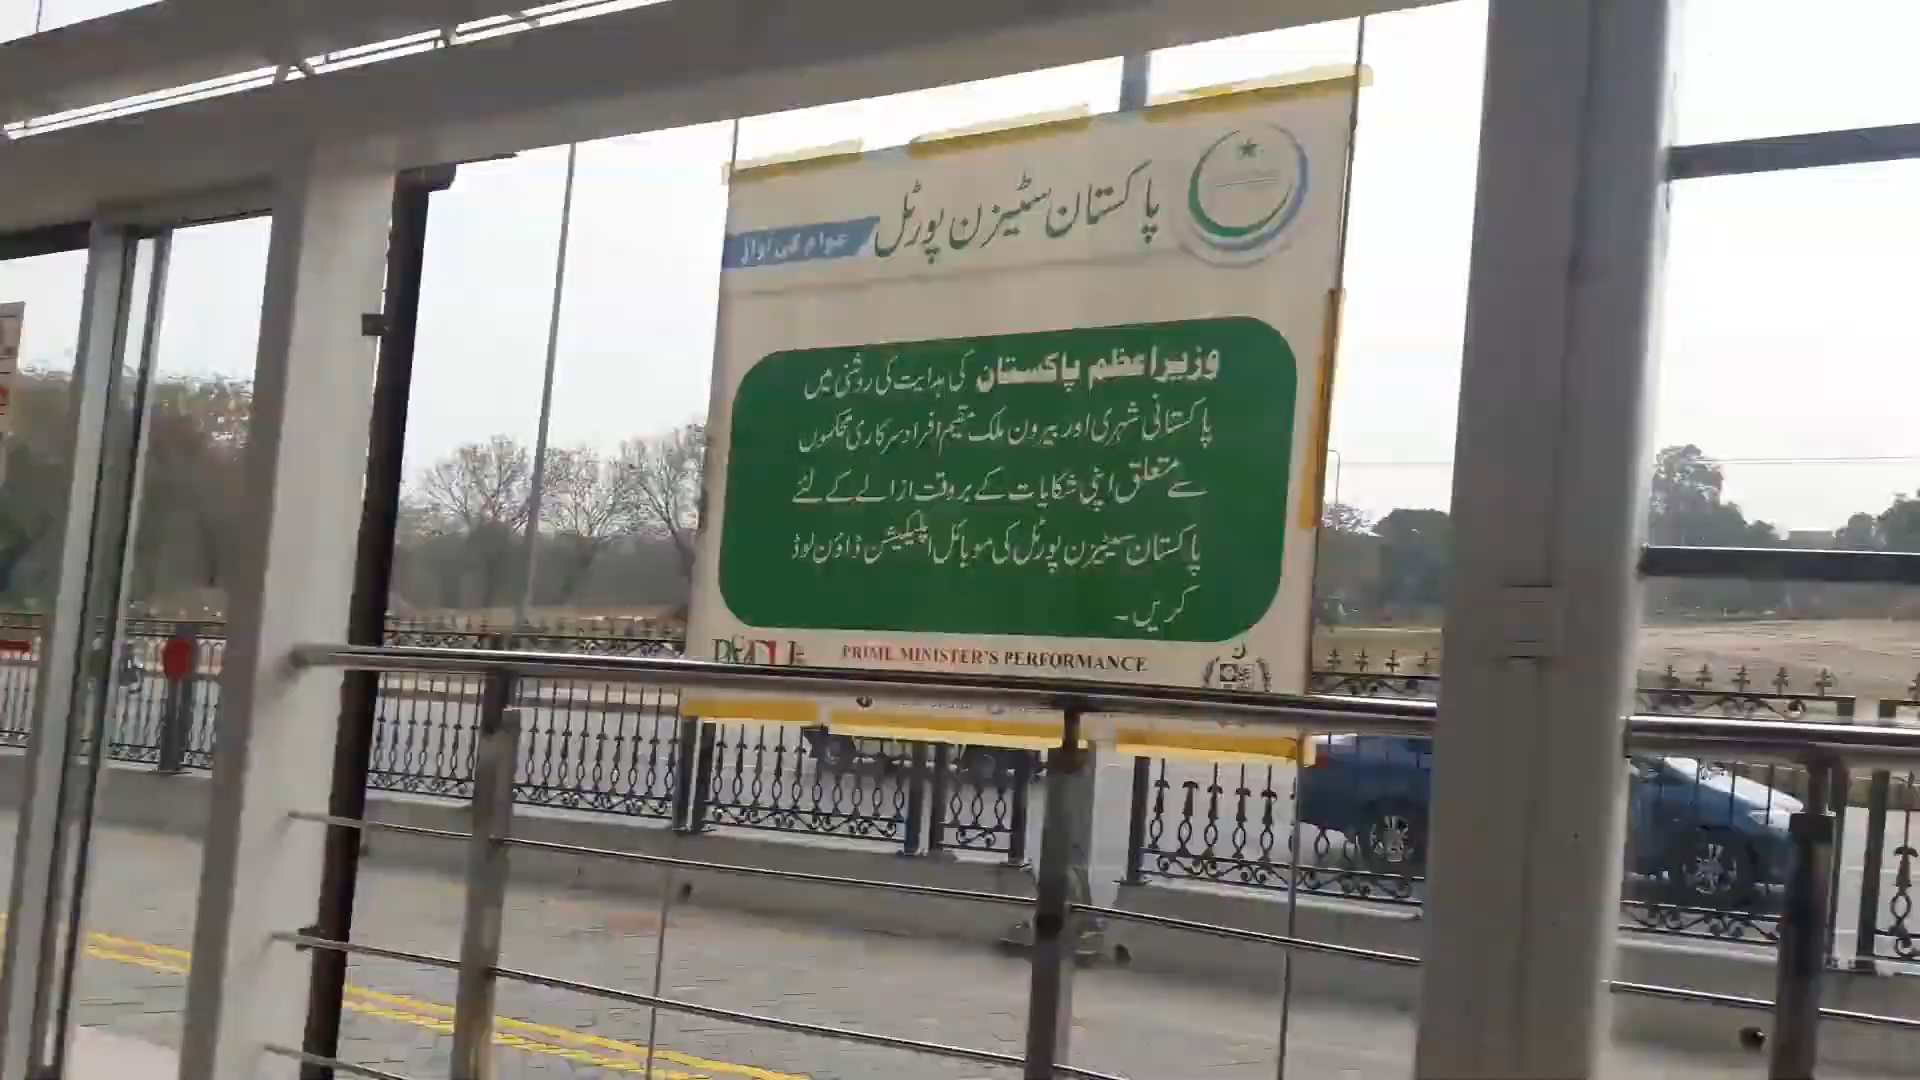 پاکستان سٹیزن پورٹل
عوام کی آواز
وزیراعظم پاکستان کی ہدایت کی روشنی میں
پاکستانی شہری اور بیرون ملک مقیم افراد سرکاری محکموں
سے متعلق اپنی شکایات کے بروقت ازالے کے لئے
پاکستان سیٹیزن پورٹل کی موبائل اپلیکیشن ڈاؤن لوڈ
کریں۔
PRIME MINISTER'S PERFORMANCE